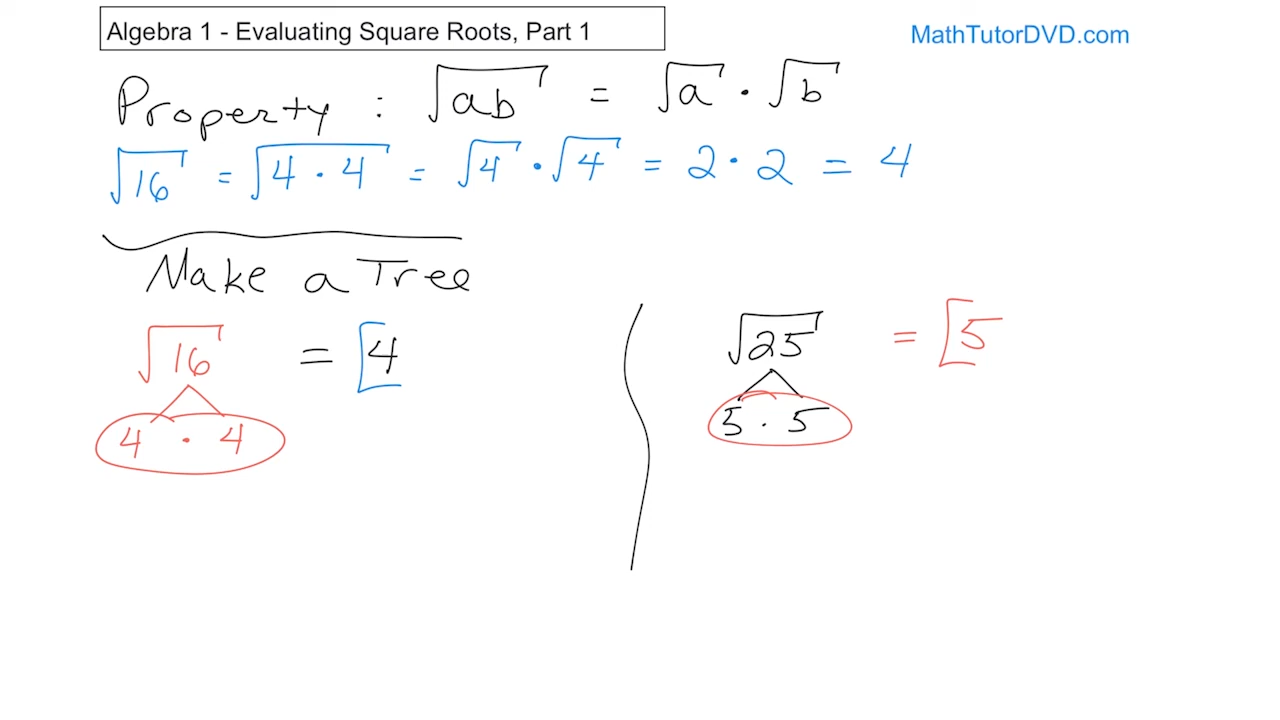 Algebra 1 - Evaluating Square Roots, Part 1
MathTutorDVD.com
Property : √ab = √a · √b
√16 = √4 · 4 = √4 · √4 = 2 · 2 = 4
Make a Tree
√16 = 4
4 · 4
√25 = 5
5 · 5